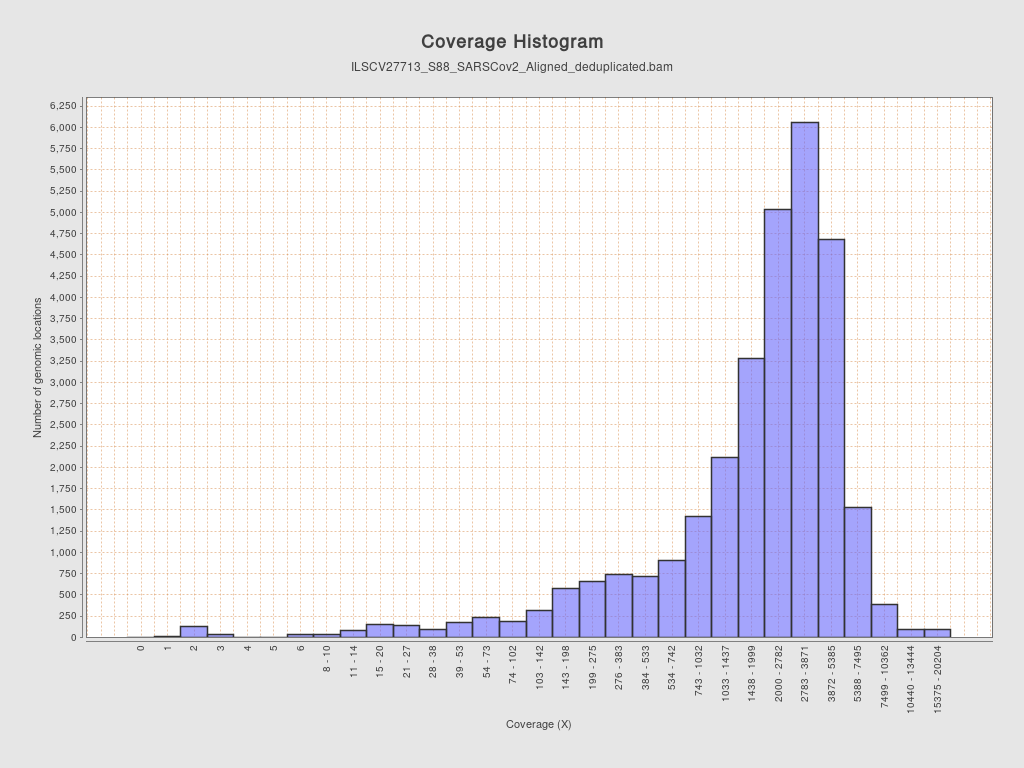 Coverage Histogram
ILSCV27713_S88_SARSCov2_Aligned_deduplicated.bam
Number of genomic locations
6,250
6,000
5,750
5,500
5,250
5,000
4,750
4,500
4,250
4,000
3,750
3,500
3,250
3,000
2,750
2,500
2,250
2,000
1,750
1,500
1,250
1,000
750
500
250
0
0
1
2
3
4
5
6
8 - 10
11 - 14
15 - 20
21 - 27
28 - 38
39 - 53
54 - 73
74 - 102
103 - 142
143 - 198
199 - 275
276 - 383
384 - 533
534 - 742
743 - 1032
1033 - 1437
1438 - 1999
2000 - 2782
2783 - 3871
3872 - 5385
5388 - 7495
7499 - 10362
10440 - 13444
15375 - 20204
Coverage (X)